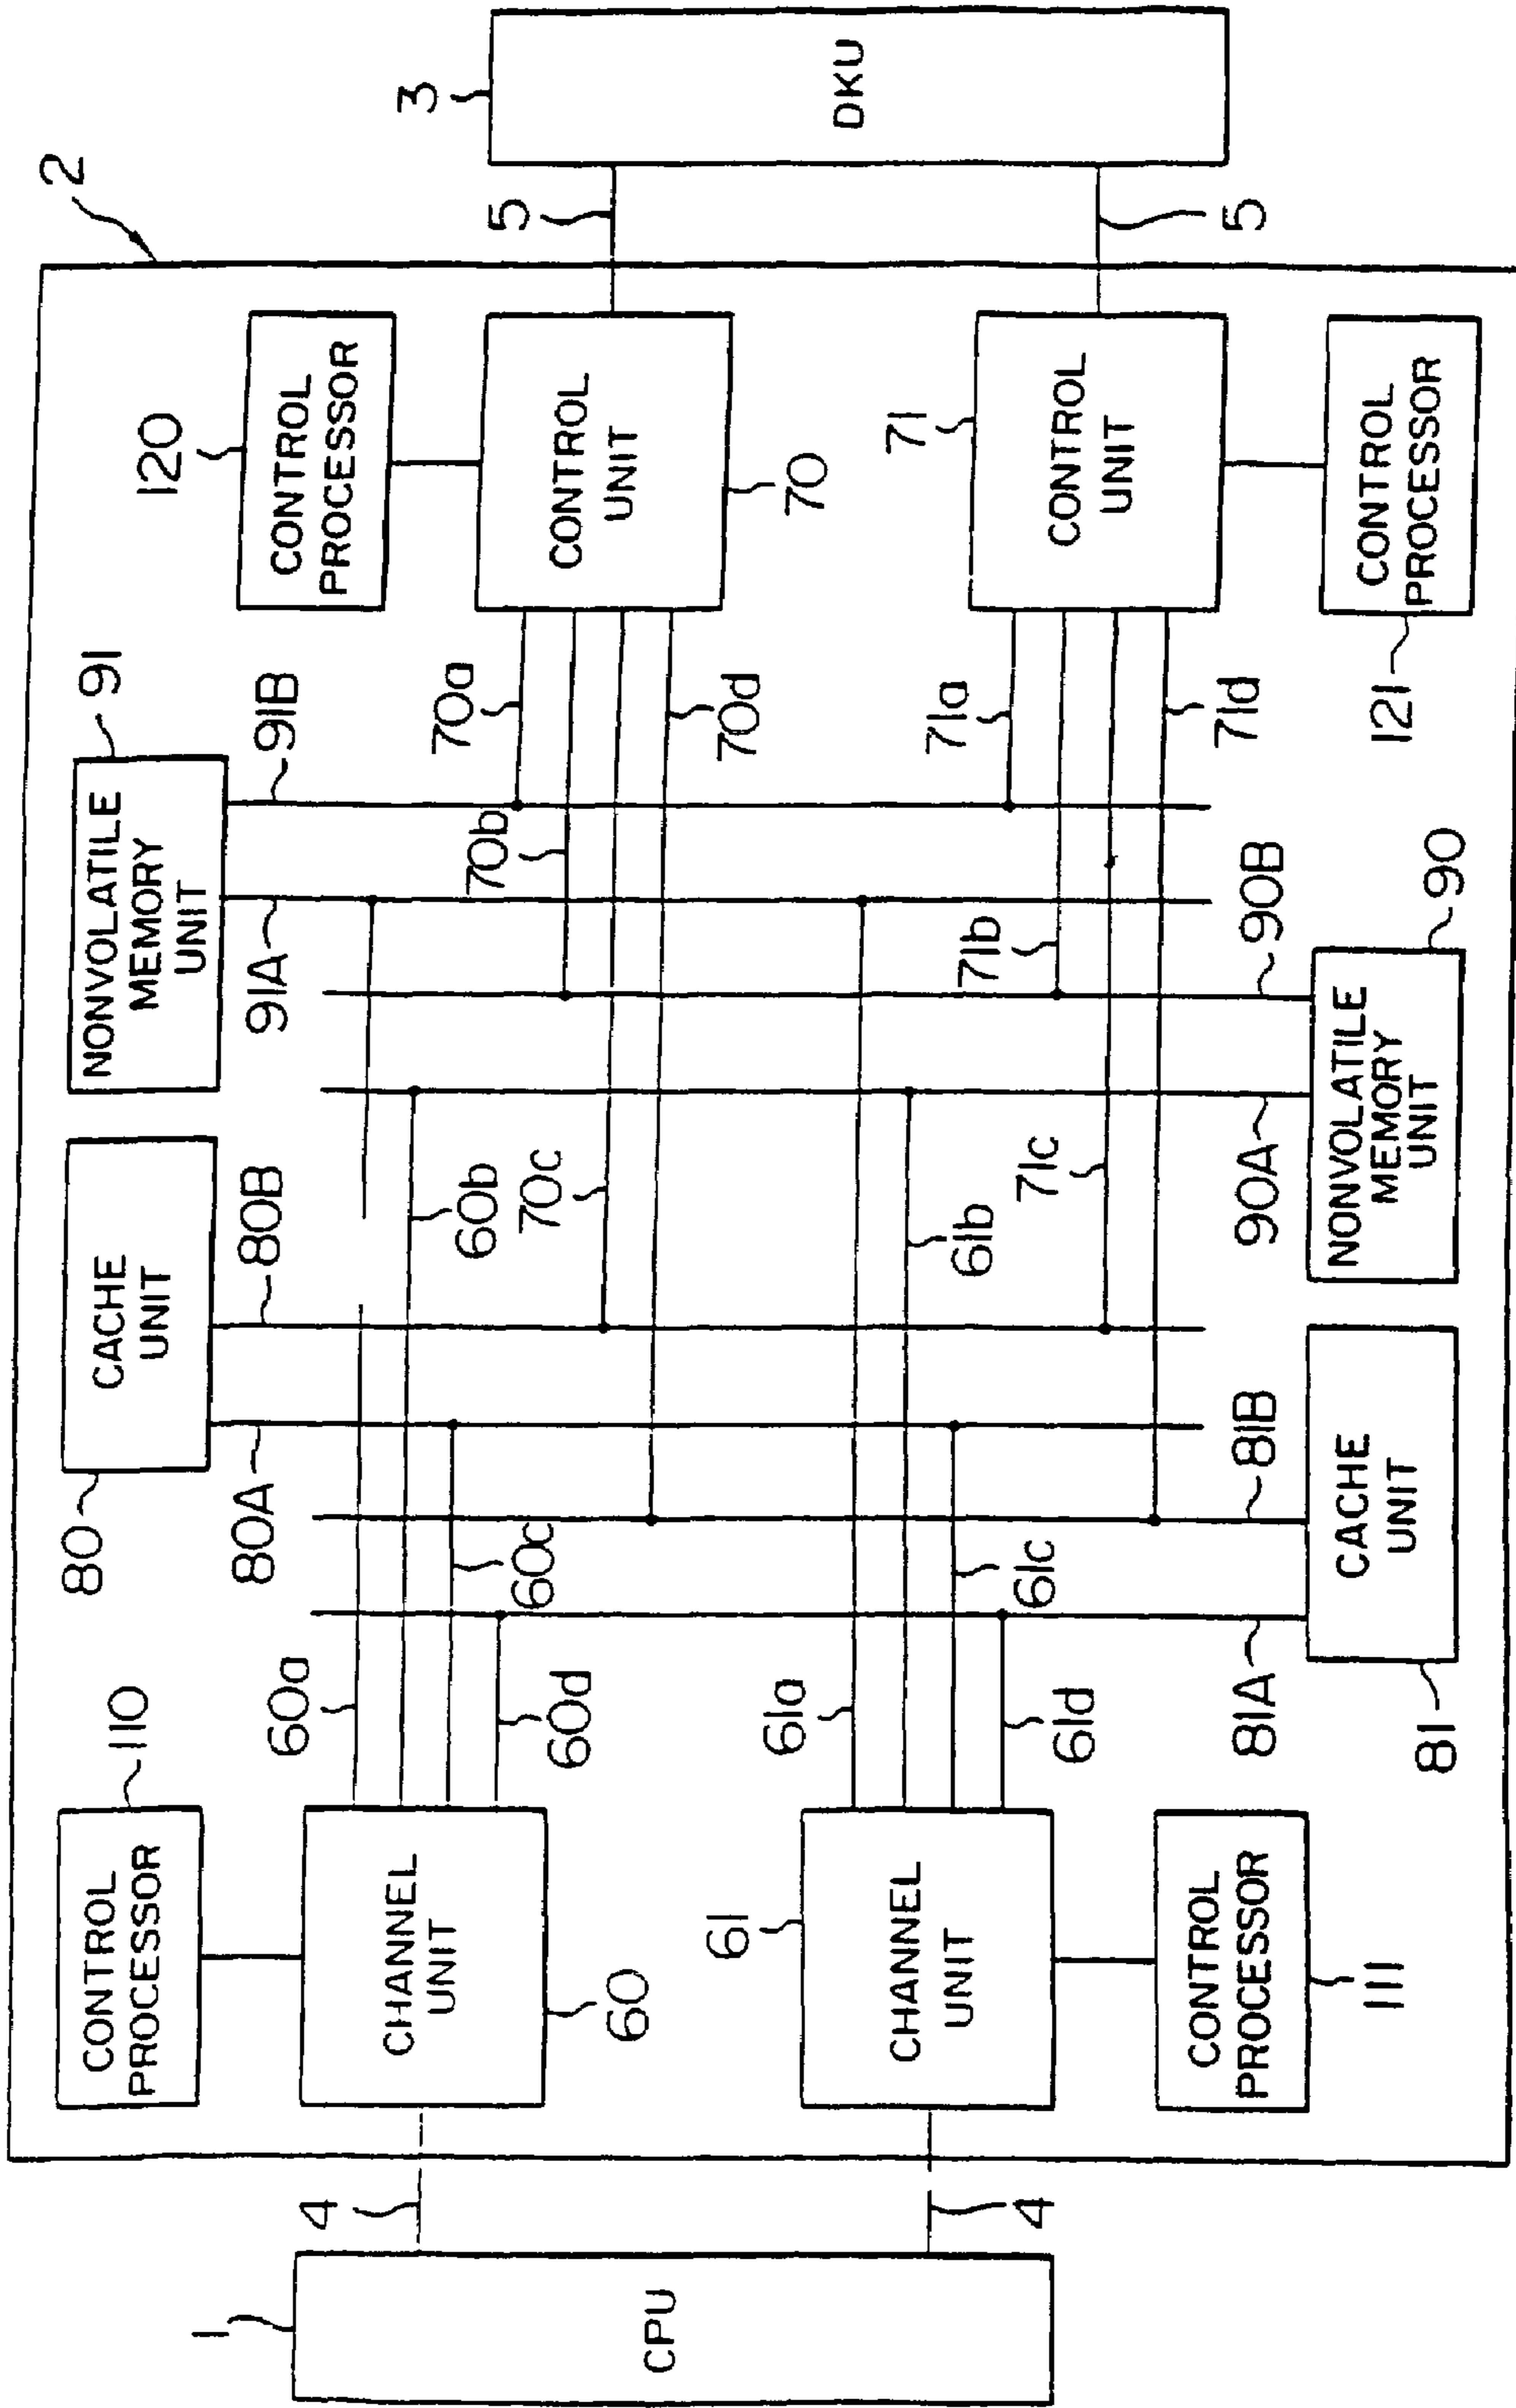 2
3
DKU
5
5
120
CONTROL
PROCESSOR
CONTROL
UNIT
70
71
CONTROL
UNIT
CONTROL
PROCESSOR
121
NONVOLATILE
MEMORY
UNIT
91
91B
91A
70a
70b
70c
70d
71a
71b
71c
71d
90B
90A
90
NONVOLATILE
MEMORY
UNIT
CACHE
UNIT
80
80B
80A
60a
60b
60c
60d
61a
61b
61c
61d
81B
81A
81
CACHE
UNIT
110
CONTROL
PROCESSOR
CHANNEL
UNIT
60
61
CHANNEL
UNIT
CONTROL
PROCESSOR
111
4
4
1
CPU